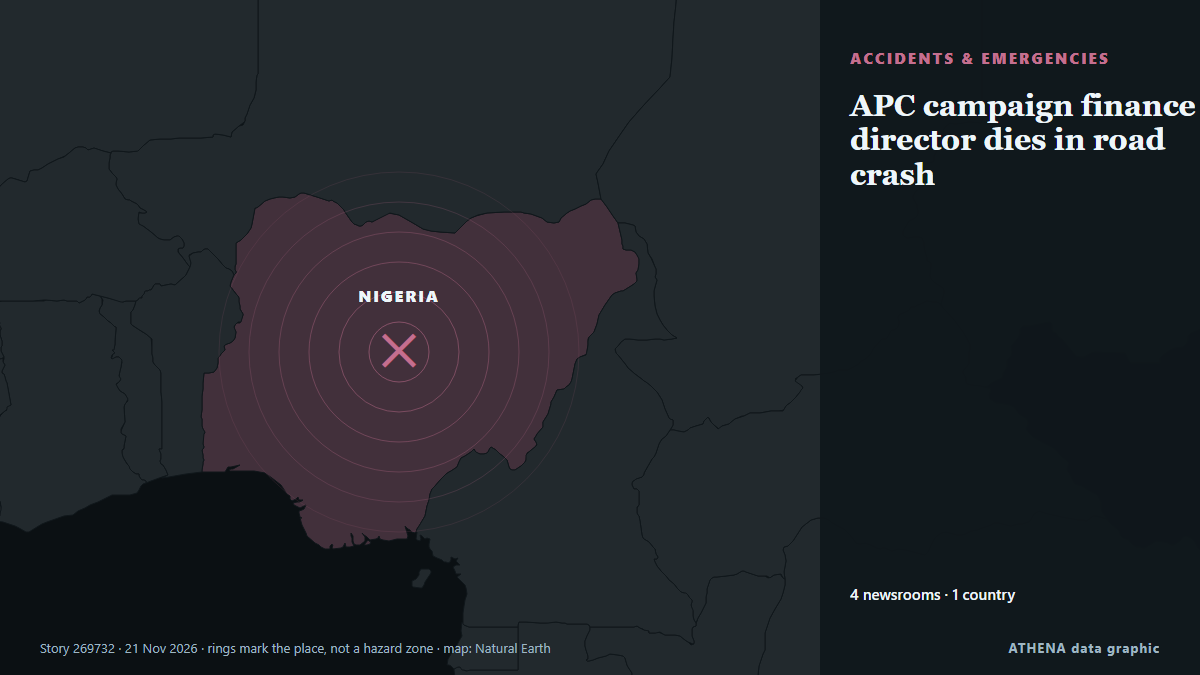 ACCIDENTS & EMERGENCIES
APC campaign finance
director dies in road
crash
NIGERIA
4 newsrooms · 1 country
Story 269732 · 21 Nov 2026 · rings mark the place, not a hazard zone · map: Natural Earth
ATHENA data graphic